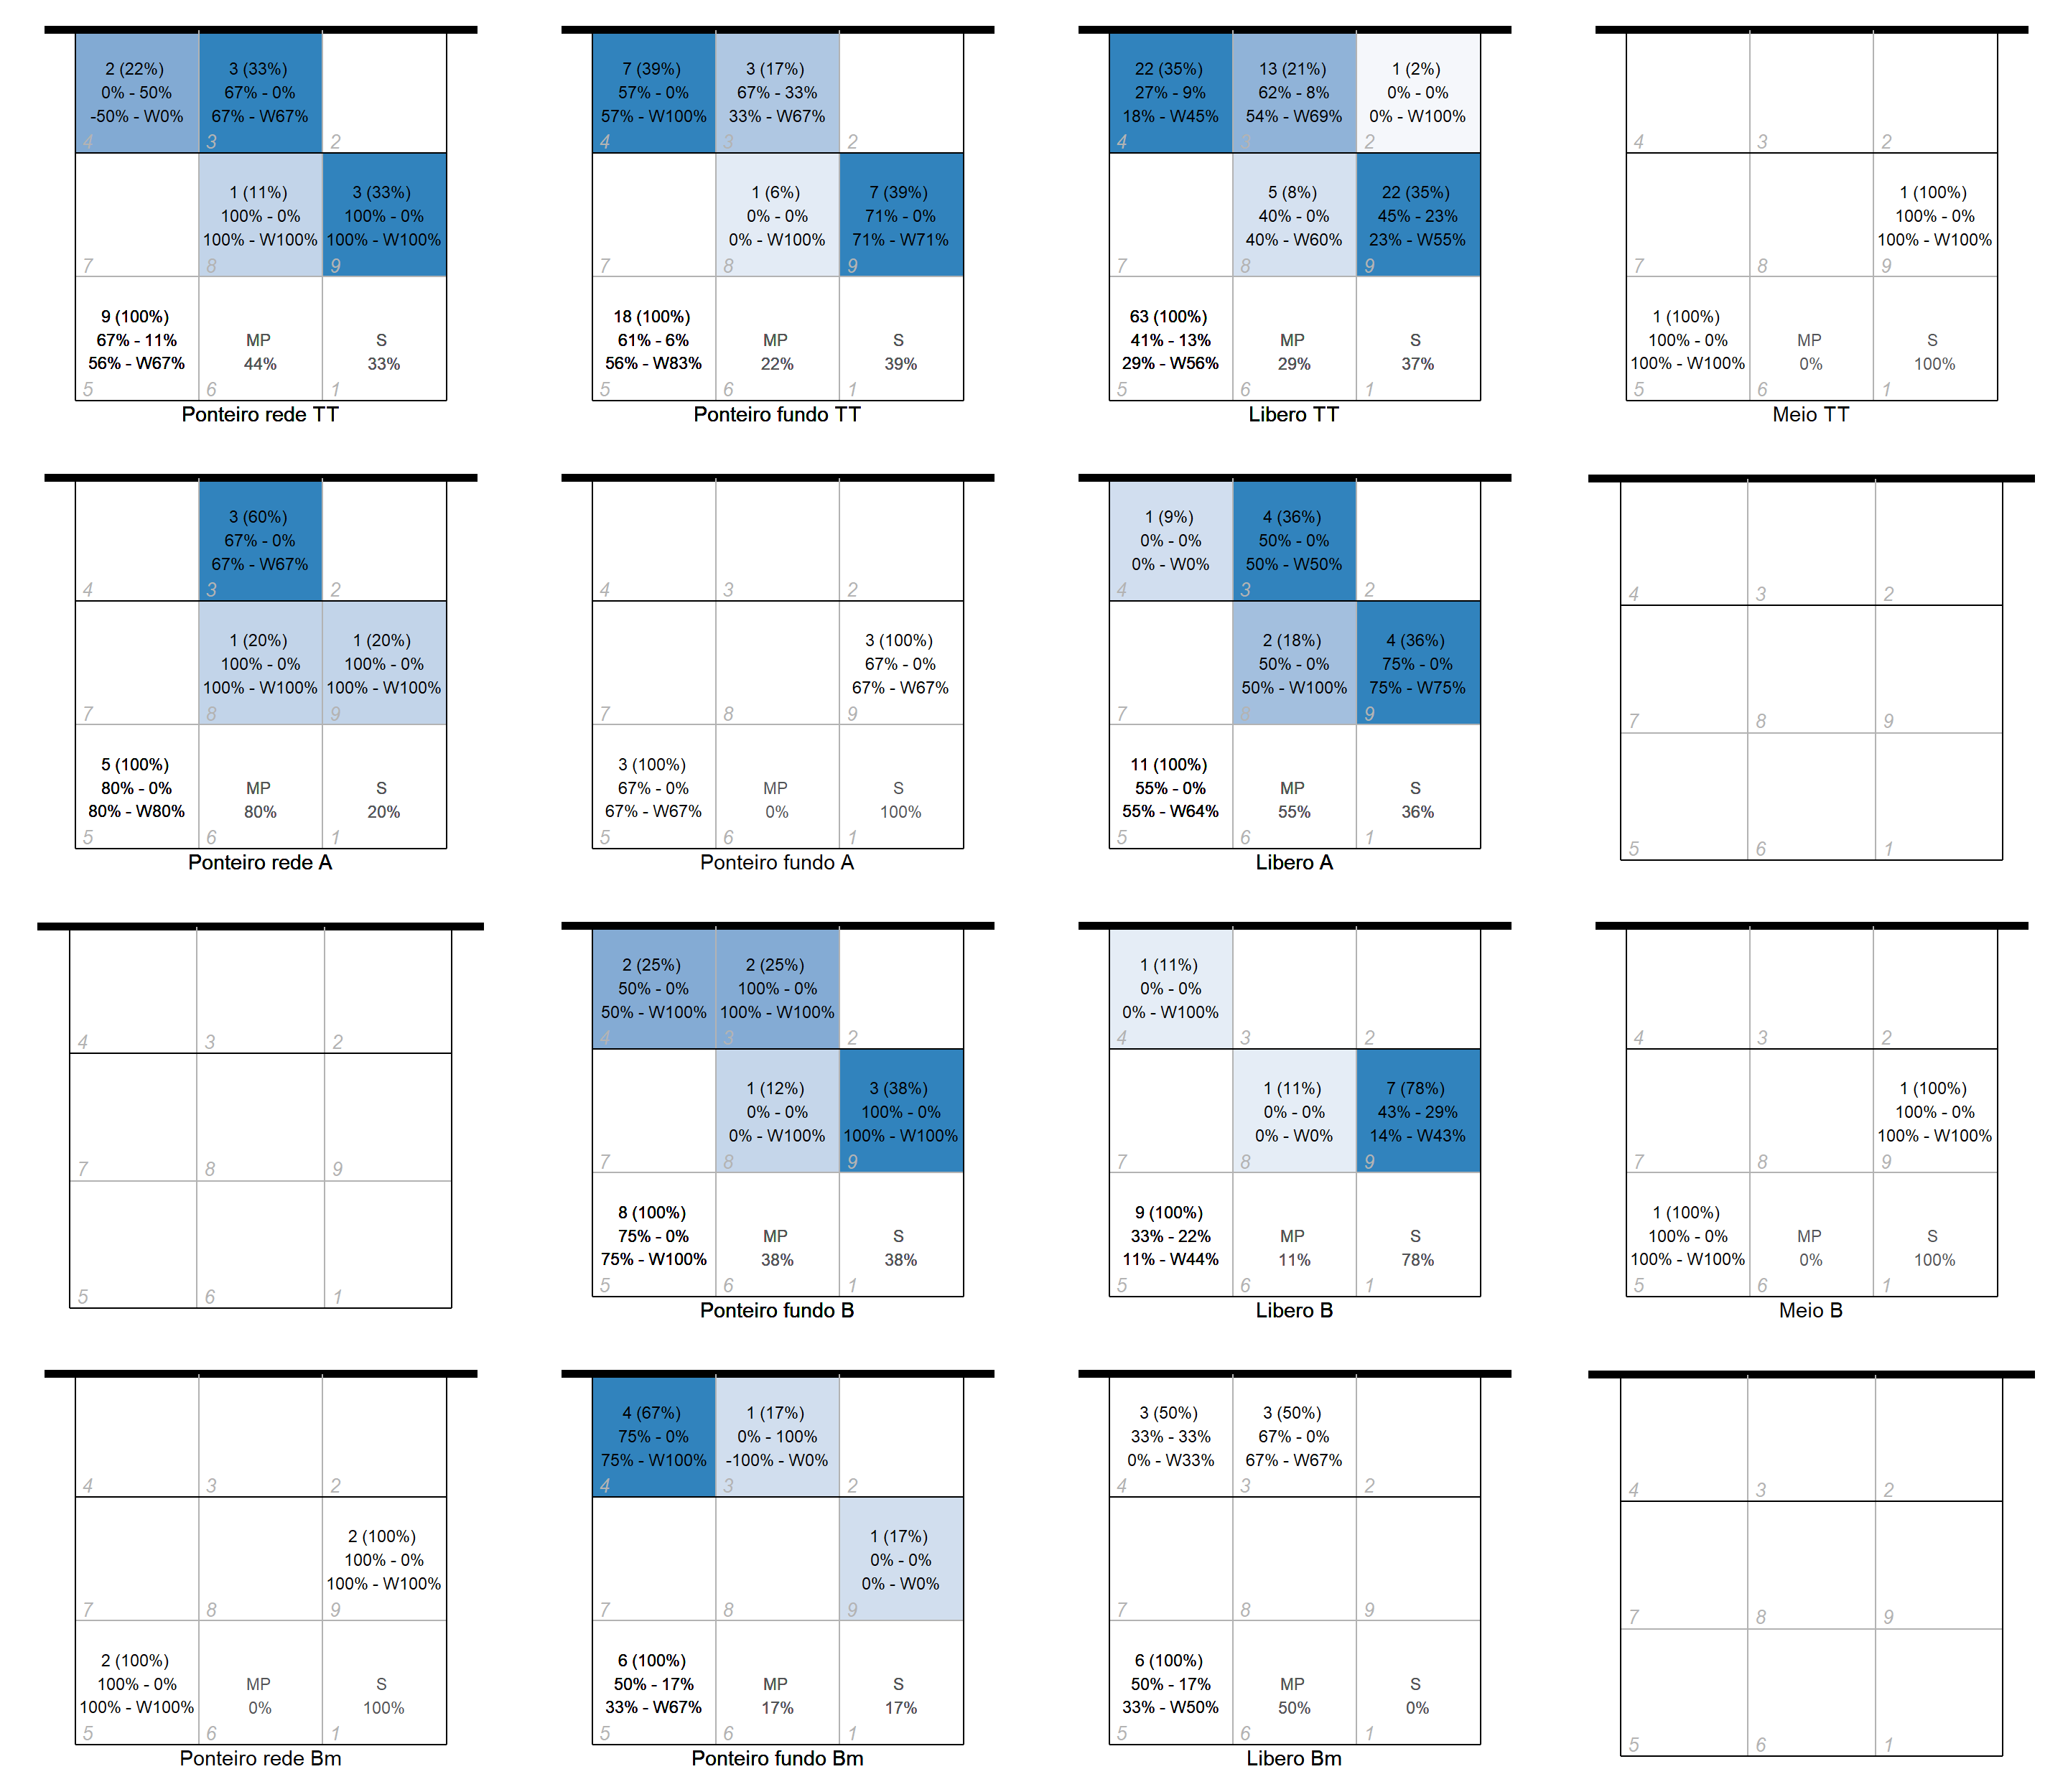 2 (22%)
0% - 50%
-50% - W0%
4
3 (33%)
67% - 0%
67% - W67%
3
2
7
1 (11%)
100% - 0%
100% - W100%
8
3 (33%)
100% - 0%
100% - W100%
9
9 (100%)
67% - 11%
56% - W67%
5
MP
44%
6
S
33%
1
Ponteiro rede TT
7 (39%)
57% - 0%
57% - W100%
4
3 (17%)
67% - 33%
33% - W67%
3
2
7
1 (6%)
0% - 0%
0% - W100%
8
7 (39%)
71% - 0%
71% - W71%
9
18 (100%)
61% - 6%
56% - W83%
5
MP
22%
6
S
39%
1
Ponteiro fundo TT
22 (35%)
27% - 9%
18% - W45%
4
13 (21%)
62% - 8%
54% - W69%
3
1 (2%)
0% - 0%
0% - W100%
2
7
5 (8%)
40% - 0%
40% - W60%
8
22 (35%)
45% - 23%
23% - W55%
9
63 (100%)
41% - 13%
29% - W56%
5
MP
29%
6
S
37%
1
Libero TT
4
3
2
7
8
1 (100%)
100% - 0%
100% - W100%
9
1 (100%)
100% - 0%
100% - W100%
5
MP
0%
6
S
100%
1
Meio TT
4
3 (60%)
67% - 0%
67% - W67%
3
2
7
1 (20%)
100% - 0%
100% - W100%
8
1 (20%)
100% - 0%
100% - W100%
9
5 (100%)
80% - 0%
80% - W80%
5
MP
80%
6
S
20%
1
Ponteiro rede A
4
3
2
7
8
3 (100%)
67% - 0%
67% - W67%
9
3 (100%)
67% - 0%
67% - W67%
5
MP
0%
6
S
100%
1
Ponteiro fundo A
1 (9%)
0% - 0%
0% - W0%
4
4 (36%)
50% - 0%
50% - W50%
3
2
7
2 (18%)
50% - 0%
50% - W100%
8
4 (36%)
75% - 0%
75% - W75%
9
11 (100%)
55% - 0%
55% - W64%
5
MP
55%
6
S
36%
1
Libero A
4
3
2
7
8
9
5
6
1
4
3
2
7
8
9
5
6
1
2 (25%)
50% - 0%
50% - W100%
4
2 (25%)
100% - 0%
100% - W100%
3
2
7
1 (12%)
0% - 0%
0% - W100%
8
3 (38%)
100% - 0%
100% - W100%
9
8 (100%)
75% - 0%
75% - W100%
5
MP
38%
6
S
38%
1
Ponteiro fundo B
1 (11%)
0% - 0%
0% - W100%
4
3
2
7
1 (11%)
0% - 0%
0% - W0%
8
7 (78%)
43% - 29%
14% - W43%
9
9 (100%)
33% - 22%
11% - W44%
5
MP
11%
6
S
78%
1
Libero B
4
3
2
7
8
1 (100%)
100% - 0%
100% - W100%
9
1 (100%)
100% - 0%
100% - W100%
5
MP
0%
6
S
100%
1
Meio B
4
3
2
7
8
2 (100%)
100% - 0%
100% - W100%
9
2 (100%)
100% - 0%
100% - W100%
5
MP
0%
6
S
100%
1
Ponteiro rede Bm
4 (67%)
75% - 0%
75% - W100%
4
1 (17%)
0% - 100%
-100% - W0%
3
2
7
8
1 (17%)
0% - 0%
0% - W0%
9
6 (100%)
50% - 17%
33% - W67%
5
MP
17%
6
S
17%
1
Ponteiro fundo Bm
3 (50%)
33% - 33%
0% - W33%
4
3 (50%)
67% - 0%
67% - W67%
3
2
7
8
9
6 (100%)
50% - 17%
33% - W50%
5
MP
50%
6
S
0%
1
Libero Bm
4
3
2
7
8
9
5
6
1